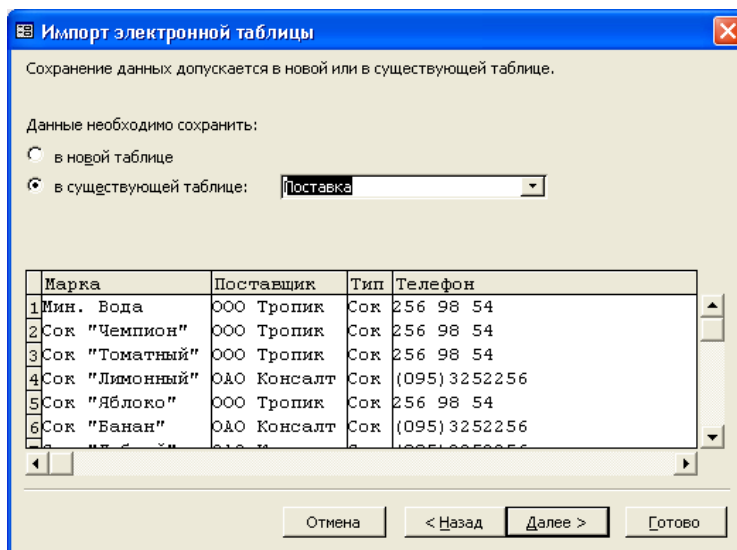 Импорт электронной таблицы
Сохранение данных допускается в новой или в существующей таблице.
Данные необходимо сохранить:
в новой таблице
в существующей таблице: Поставка
Марка Поставщик Тип Телефон
1 Мин. Вода ООО Тропик Сок 256 98 54
2 Сок "Чемпион" ООО Тропик Сок 256 98 54
3 Сок "Томатный" ООО Тропик Сок 256 98 54
4 Сок "Лимонный" ОАО Консалт Сок (095)3252256
5 Сок "Яблоко" ООО Тропик Сок 256 98 54
6 Сок "Банан" ОАО Консалт Сок (095)3252256
Отмена < Назад Далее > Готово